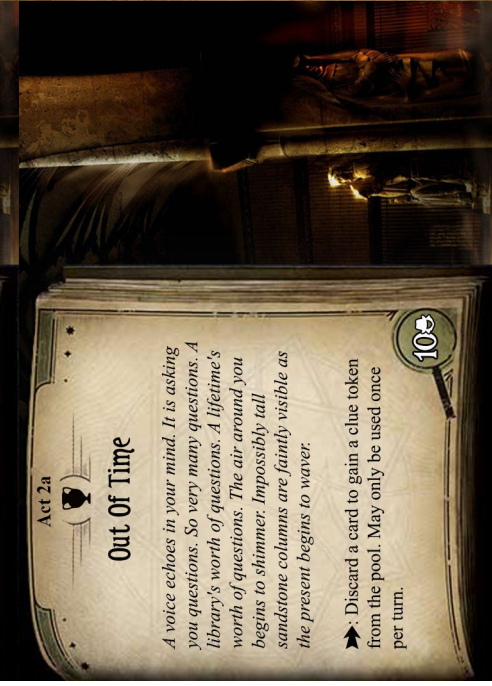 Act 2a
Out Of Time
A voice echoes in your mind. It is asking
you questions. So very many questions. A
library's worth of questions. A lifetime's
worth of questions. The air around you
begins to shimmer. Impossibly tall
sandstone columns are faintly visible as
the present begins to waver.
: Discard a card to gain a clue token
from the pool. May only be used once
per turn.
10